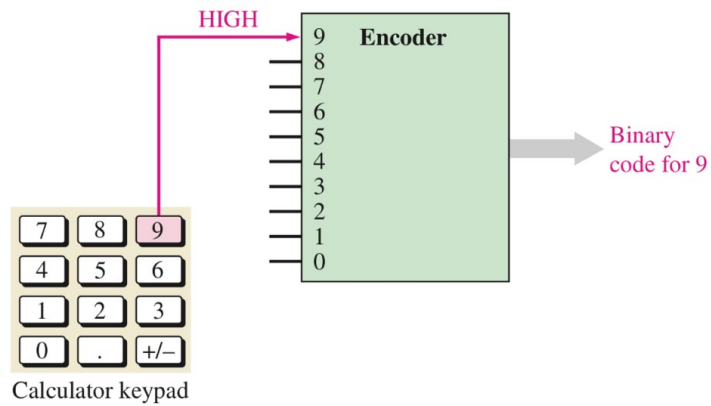 HIGH
Encoder
9
8
7
6
5
4
3
2
1
0
Binary
code for 9
7 8 9
4 5 6
1 2 3
0 . +/–
Calculator keypad